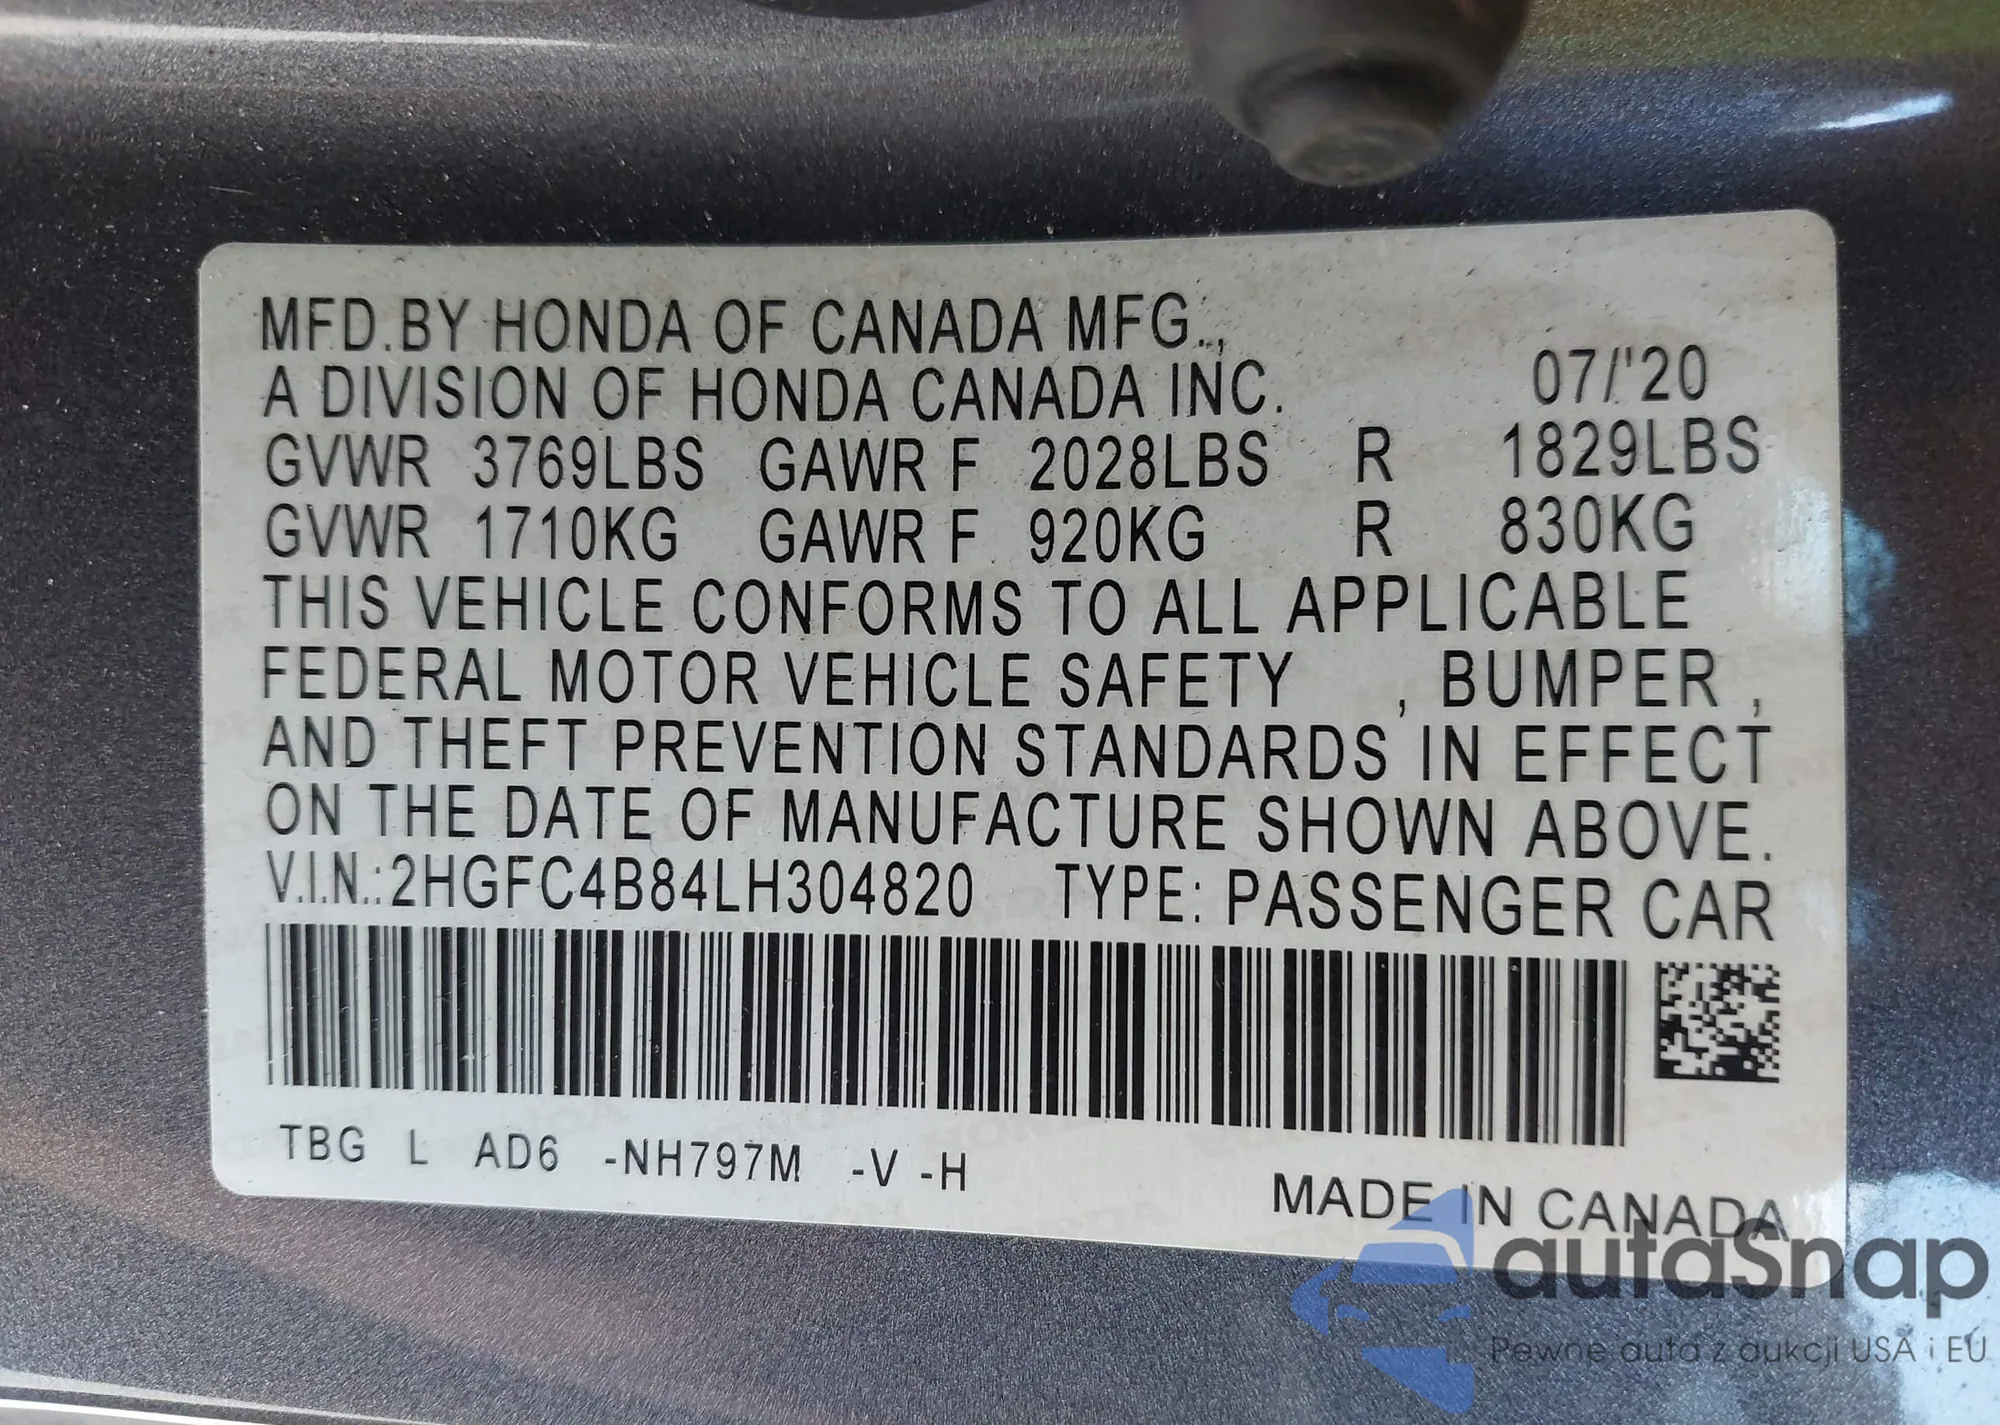 MFD.BY HONDA OF CANADA MFG.,
A DIVISION OF HONDA CANADA INC. 07/'20
GVWR 3769LBS GAWR F 2028LBS R 1829LBS
GVWR 1710KG GAWR F 920KG R 830KG
THIS VEHICLE CONFORMS TO ALL APPLICABLE
FEDERAL MOTOR VEHICLE SAFETY , BUMPER ,
AND THEFT PREVENTION STANDARDS IN EFFECT
ON THE DATE OF MANUFACTURE SHOWN ABOVE.
V.I.N.:2HGFC4B84LH304820 TYPE: PASSENGER CAR
TBG L AD6 -NH797M -V -H
MADE IN CANADA
autaSnap
Pewne auta z aukcji USA i EU